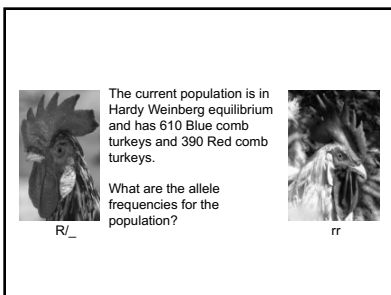 The current population is in
Hardy Weinberg equilibrium
and has 610 Blue comb
turkeys and 390 Red comb
turkeys.
What are the allele
frequencies for the
population?
R/_
rr